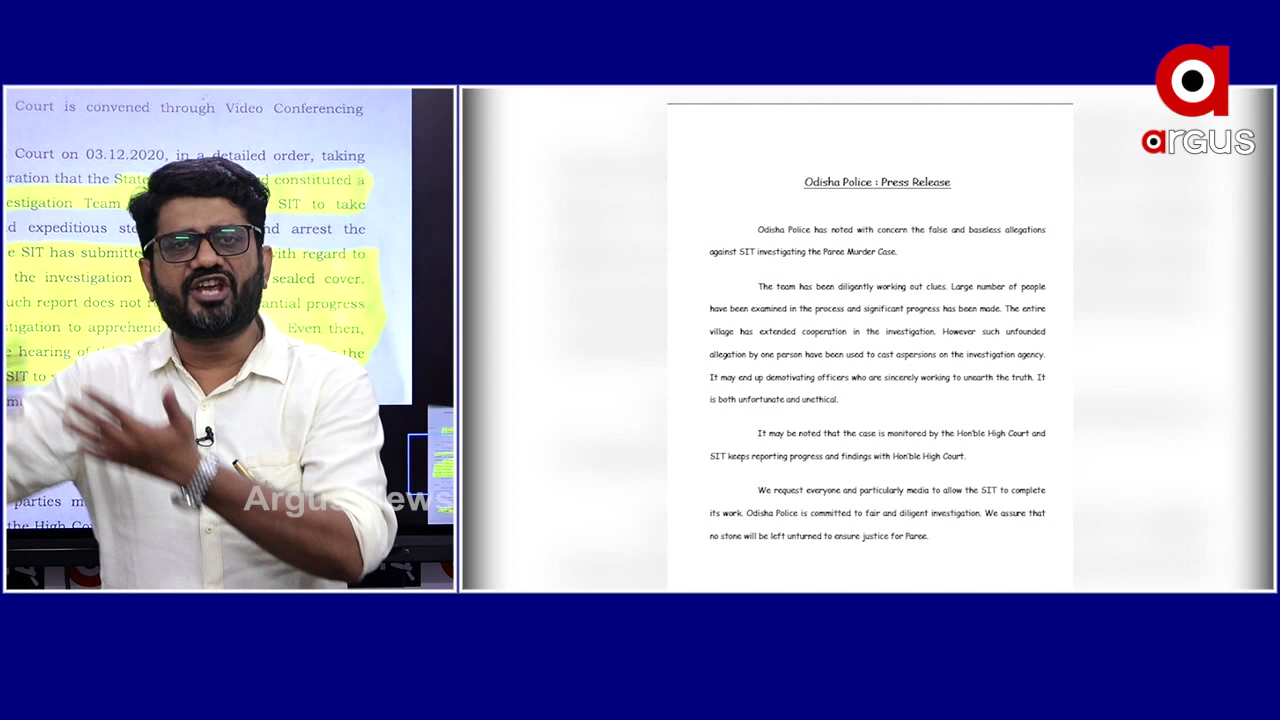 Court is convened through Video Conferencing
Court on 03.12.2020, in a detailed order, taking
ration that the State constituted a
estigation Team SIT to take
d expeditious and arrest the
e SIT has submitted with regard to
the investigation sealed cover.
such report does not substantial progress
stigation to apprehend Even then,
e hearing of the
SIT to
parties
the High
Argus News
argus
Odisha Police : Press Release
Odisha Police has noted with concern the false and baseless allegations
against SIT investigating the Paree Murder Case.
The team has been diligently working out clues. Large number of people
have been examined in the process and significant progress has been made. The entire
village has extended cooperation in the investigation. However such unfounded
allegation by one person have been used to cast aspersions on the investigation agency.
It may end up demotivating officers who are sincerely working to unearth the truth. It
is both unfortunate and unethical.
It may be noted that the case is monitored by the Hon'ble High Court and
SIT keeps reporting progress and findings with Hon'ble High Court.
We request everyone and particularly media to allow the SIT to complete
its work. Odisha Police is committed to fair and diligent investigation. We assure that
no stone will be left unturned to ensure justice for Paree.